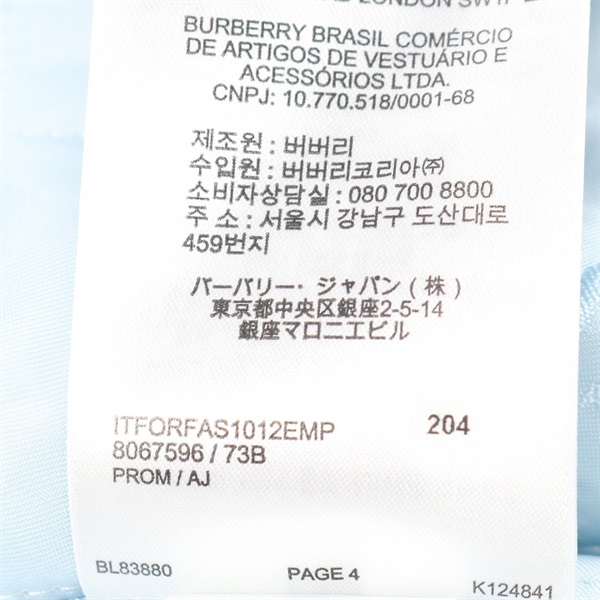 LONDON SW1P
BURBERRY BRASIL COMÉRCIO
DE ARTIGOS DE VESTUÁRIO E
ACESSÓRIOS LTDA.
CNPJ: 10.770.518/0001-68
제조원 : 버버리
수입원 : 버버리코리아㈜
소비자상담실 : 080 700 8800
주 소 : 서울시 강남구 도산대로
459번지
バーバリー・ ジャパン ( 株 )
東京都中央区銀座2-5-14
銀座マロニエビル
ITFORFAS1012EMP 204
8067596 / 73B
PROM / AJ
BL83880 PAGE 4 K124841